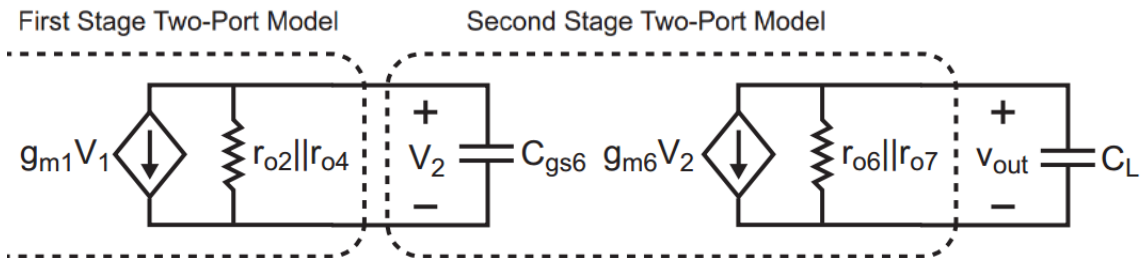 First Stage Two-Port Model
Second Stage Two-Port Model
+
+
gm1V1
ro2||ro4
V2
Cgs6
gm6V2
ro6||ro7
vout
CL
−
−